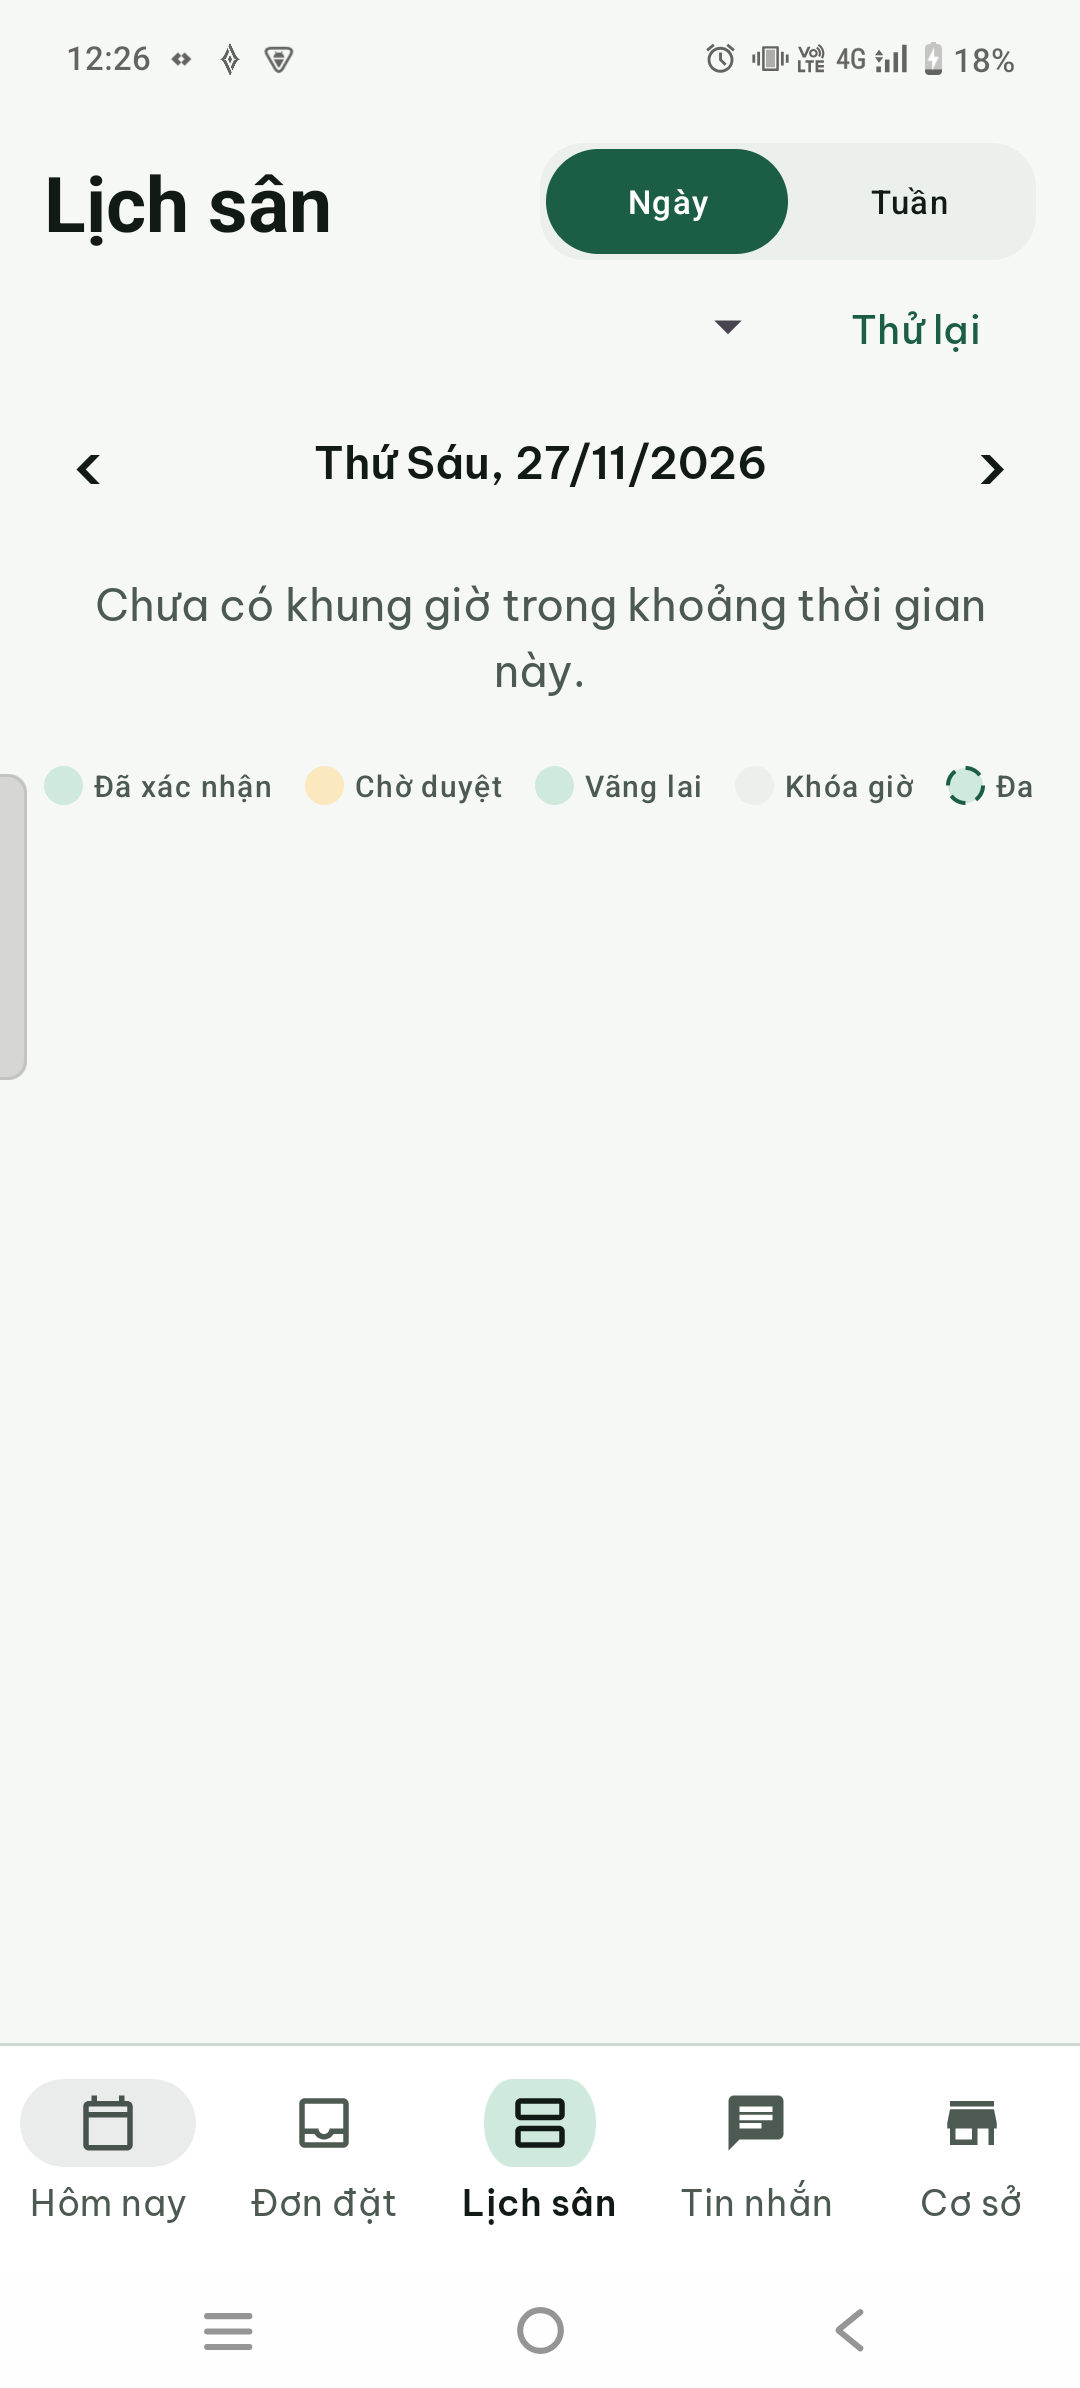 12:26
4G 18%
Lịch sân
Ngày Tuần
Thử lại
Thứ Sáu, 27/11/2026
Chưa có khung giờ trong khoảng thời gian
này.
Đã xác nhận Chờ duyệt Vãng lai Khóa giờ Đa
Hôm nay Đơn đặt Lịch sân Tin nhắn Cơ sở